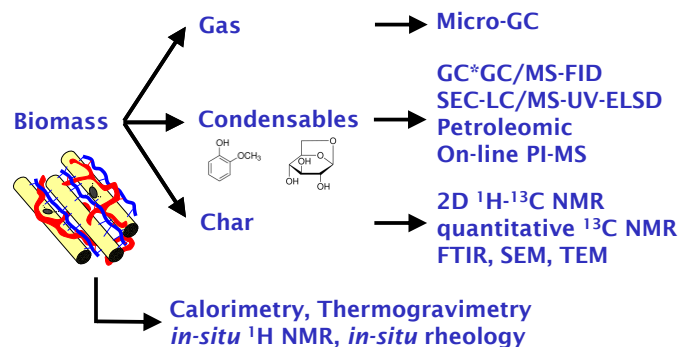 Gas
Micro-GC
Biomass
Condensables
GC*GC/MS-FID
SEC-LC/MS-UV-ELSD
Petroleomic
On-line PI-MS
OH
OCH₃
O
O
OH
OH
OH
Char
2D ¹H-¹³C NMR
quantitative ¹³C NMR
FTIR, SEM, TEM
Calorimetry, Thermogravimetry
in-situ ¹H NMR, in-situ rheology